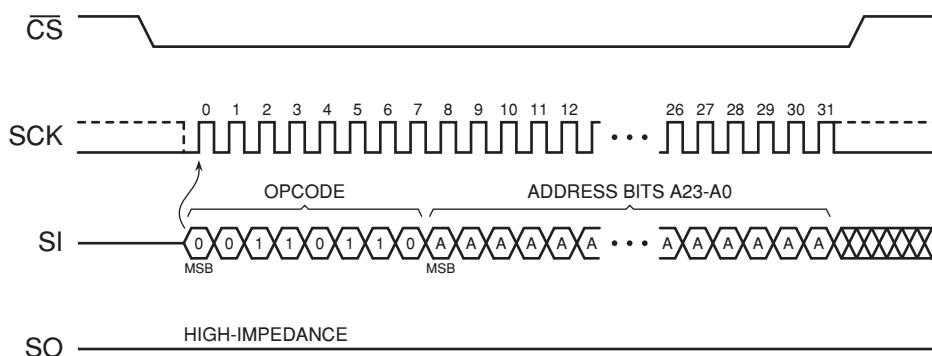 CS
0 1 2 3 4 5 6 7 8 9 10 11 12 26 27 28 29 30 31
SCK
OPCODE ADDRESS BITS A23-A0
SI 0 0 1 1 0 1 1 0 A A A A A A A A A A A A
MSB MSB
HIGH-IMPEDANCE
SO